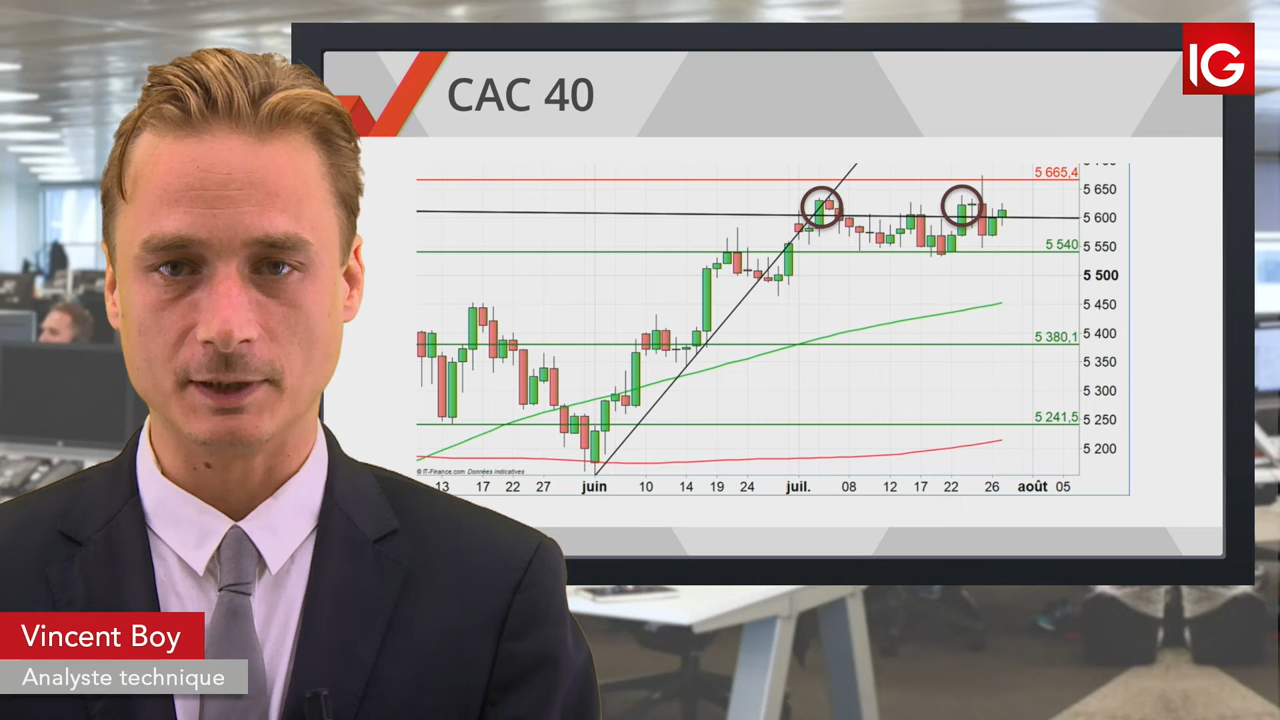 IG
CAC 40
5 665,4
5 650
5 600
5 540
5 550
5 500
5 450
5 400
5 380,1
5 350
5 300
5 241,5
5 250
5 200
© IT-Finance.com Données indicatives
13 17 22 27 juin 10 14 19 24 juil. 08 12 17 22 26 août 05
Vincent Boy
Analyste technique